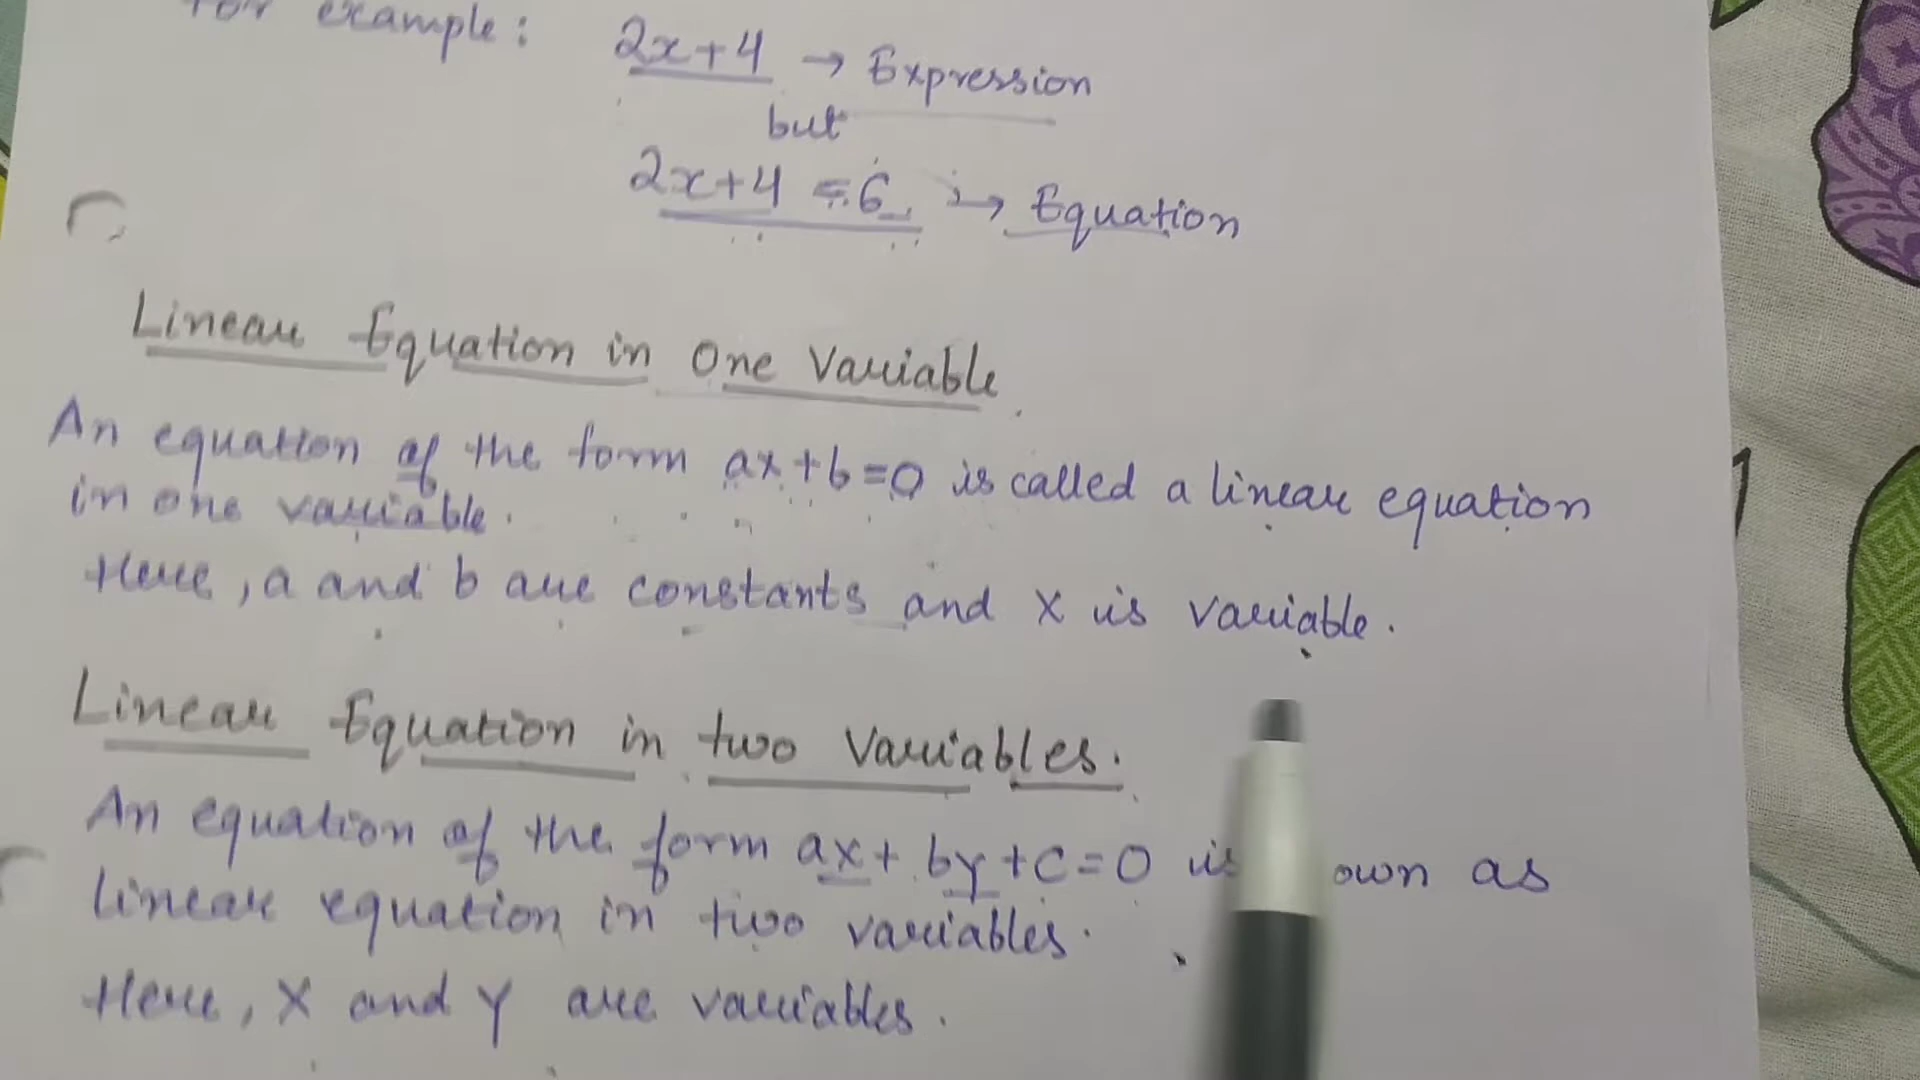 For example: 2x+4 → Expression
but
2x+4 = 6 → Equation
Linear Equation in One Variable
An equation of the form ax+b=0 is called a linear equation
in one variable.
Here, a and b are constants and x is variable.
Linear Equation in two Variables.
An equation of the form ax+by+c=0 is own as
linear equation in two variables.
Here, x and y are variables.